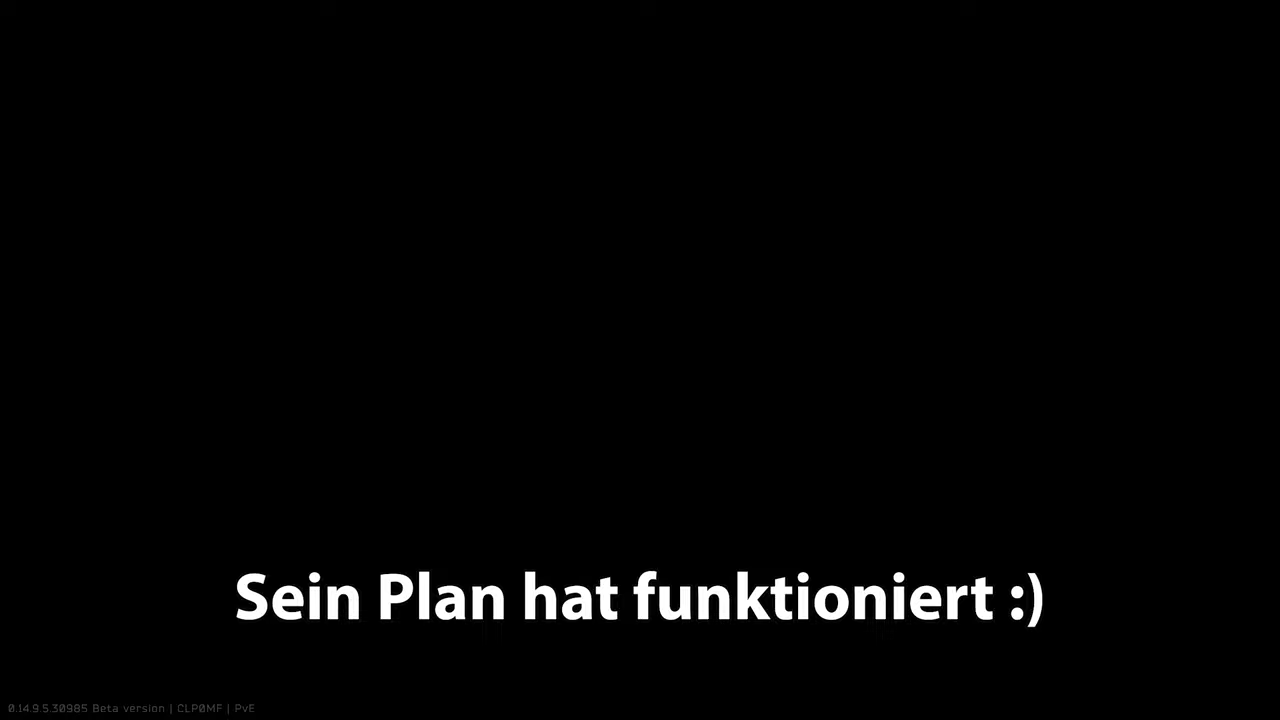 Sein Plan hat funktioniert :)
0.14.9.5.30985 Beta version | CLP0MF | PvE